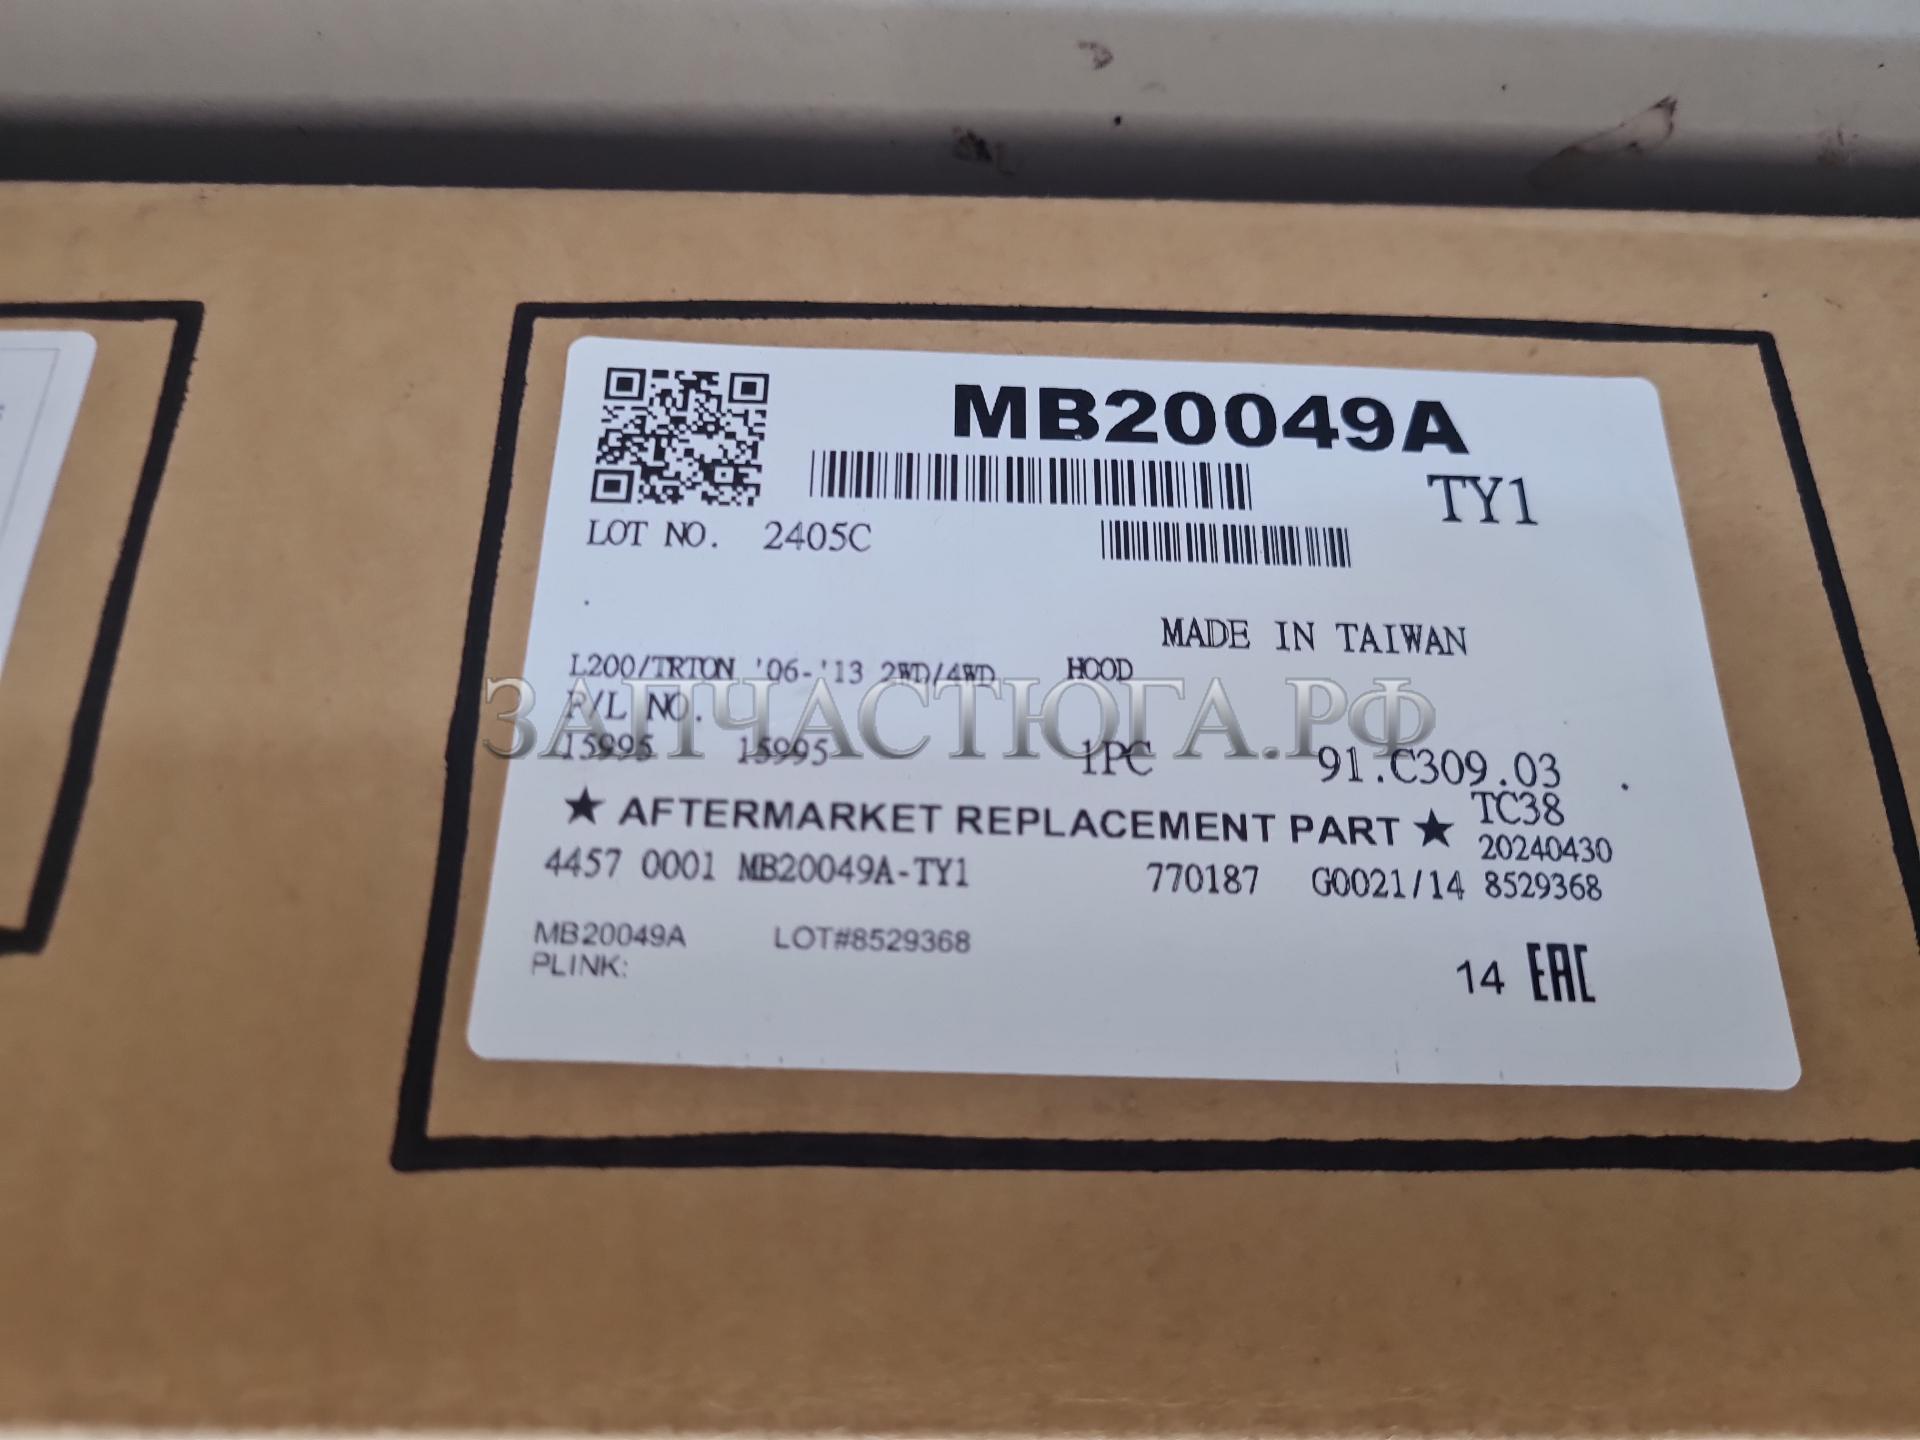 MB20049A
TY1
LOT NO. 2405C
MADE IN TAIWAN
L200/TRTON '06-'13 2WD/4WD HOOD
P/L NO.
ЗАПЧАСТЮГА.РФ
15995 15995 1PC 91.C309.03
★ AFTERMARKET REPLACEMENT PART ★ TC38
20240430
4457 0001 MB20049A-TY1 770187 G0021/14 8529368
MB20049A LOT#8529368
PLINK:
14 EAC